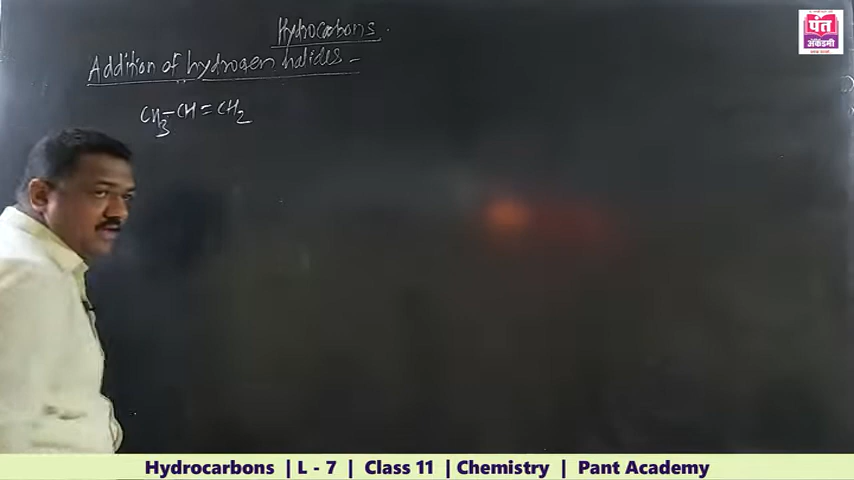 Hydrocarbons
Addition of hydrogen halides -
CH3-CH=CH2
पंत
अकॅडमी
Hydrocarbons | L - 7 | Class 11 | Chemistry | Pant Academy